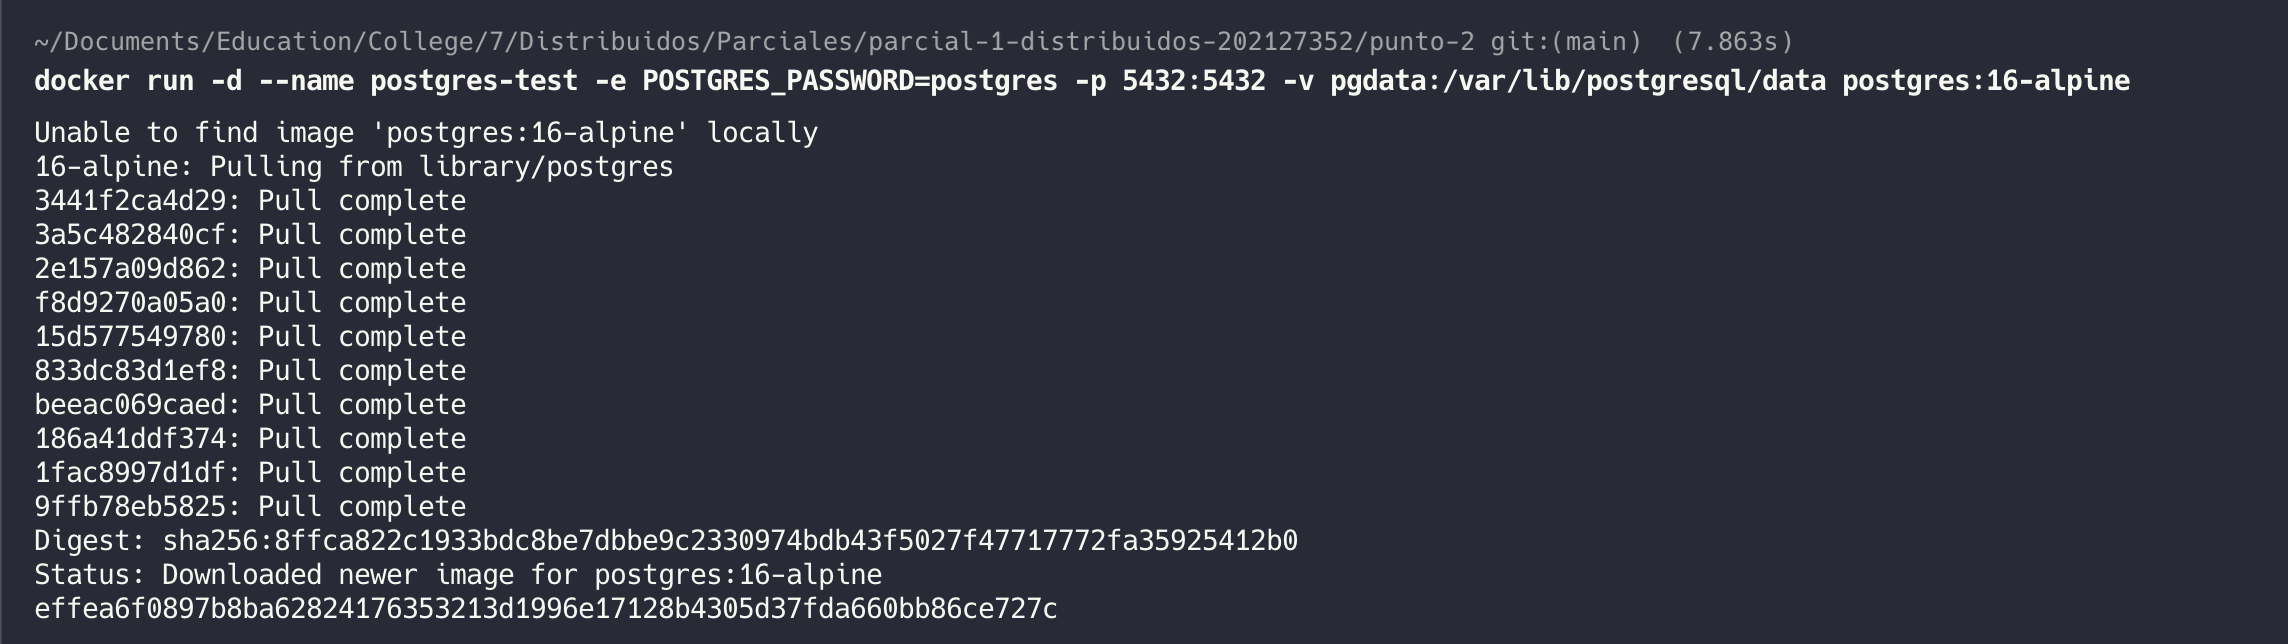 ~/Documents/Education/College/7/Distribuidos/Parciales/parcial-1-distribuidos-202127352/punto-2 git:(main)  (7.863s)
docker run -d --name postgres-test -e POSTGRES_PASSWORD=postgres -p 5432:5432 -v pgdata:/var/lib/postgresql/data postgres:16-alpine
Unable to find image 'postgres:16-alpine' locally
16-alpine: Pulling from library/postgres
3441f2ca4d29: Pull complete
3a5c482840cf: Pull complete
2e157a09d862: Pull complete
f8d9270a05a0: Pull complete
15d577549780: Pull complete
833dc83d1ef8: Pull complete
beeac069caed: Pull complete
186a41ddf374: Pull complete
1fac8997d1df: Pull complete
9ffb78eb5825: Pull complete
Digest: sha256:8ffca822c1933bdc8be7dbbe9c2330974bdb43f5027f47717772fa35925412b0
Status: Downloaded newer image for postgres:16-alpine
effea6f0897b8ba62824176353213d1996e17128b4305d37fda660bb86ce727c